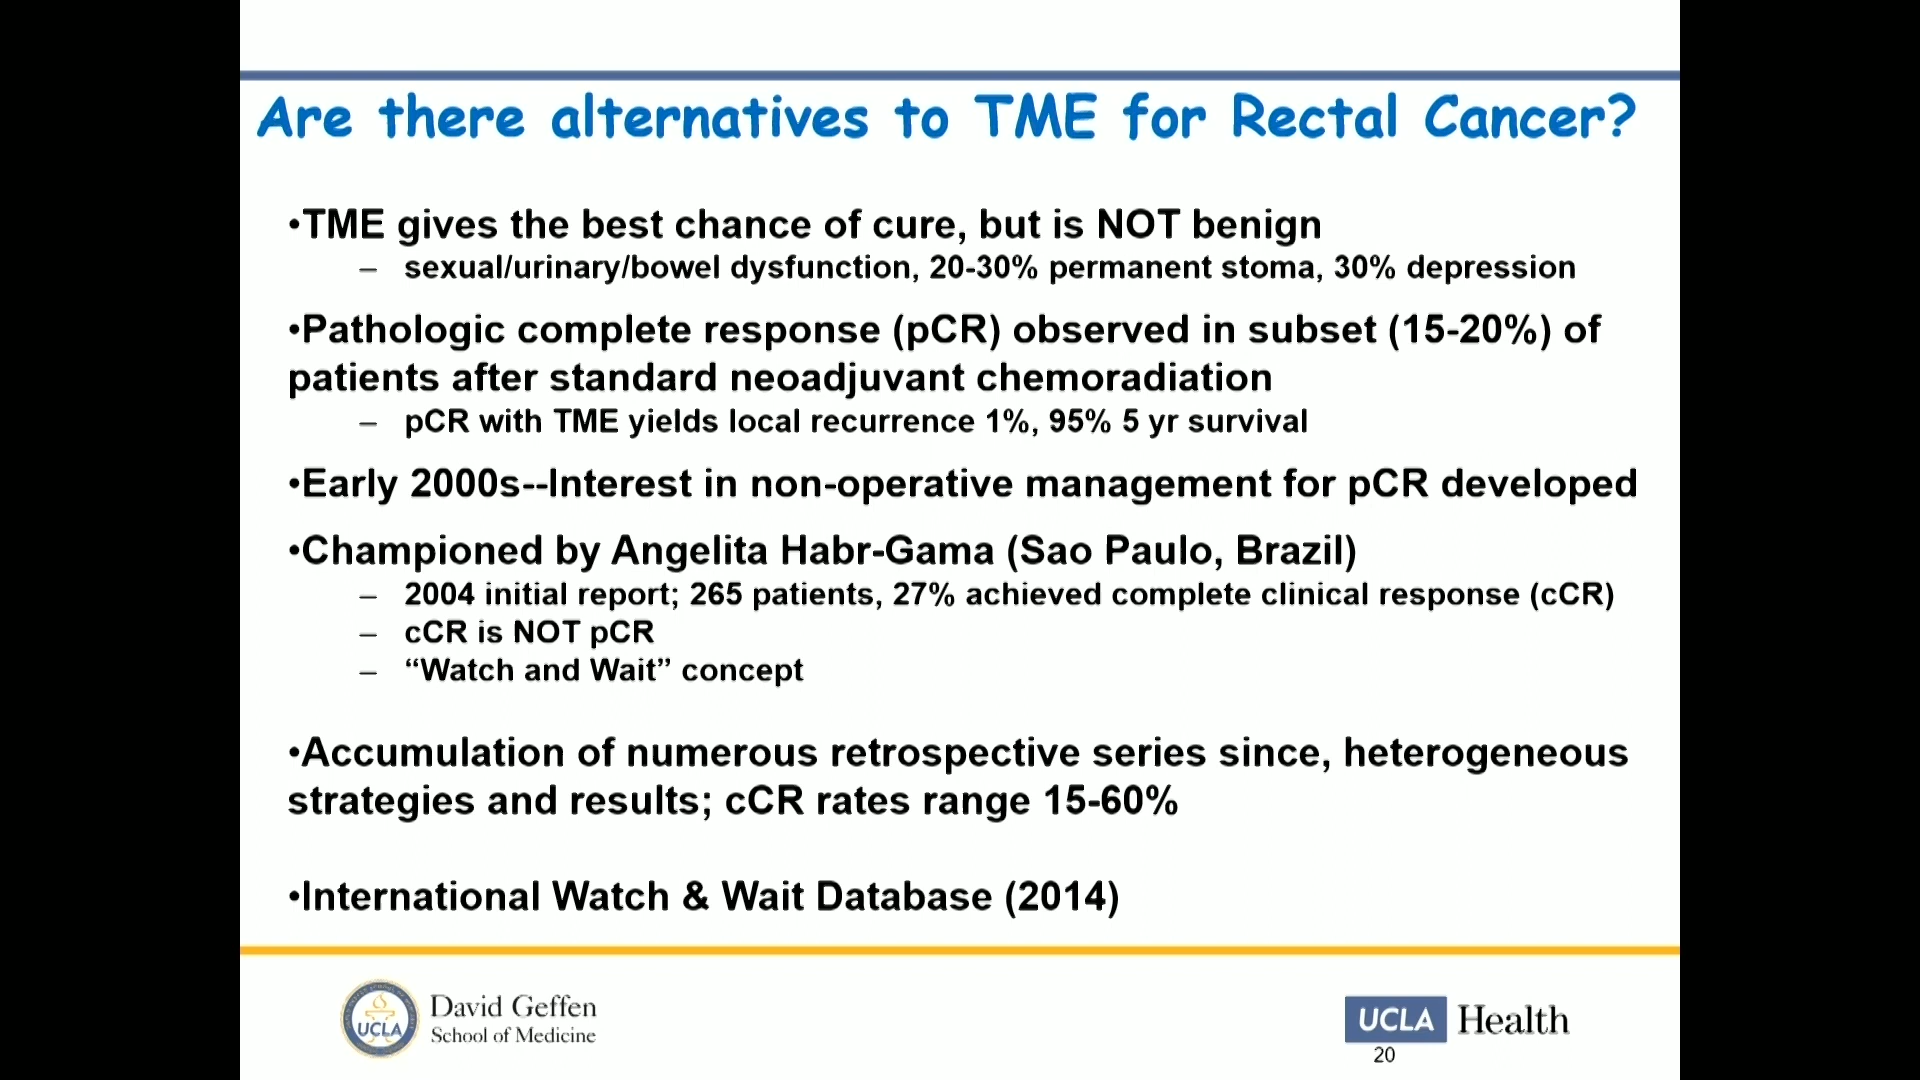 Are there alternatives to TME for Rectal Cancer?
•TME gives the best chance of cure, but is NOT benign
– sexual/urinary/bowel dysfunction, 20-30% permanent stoma, 30% depression
•Pathologic complete response (pCR) observed in subset (15-20%) of
patients after standard neoadjuvant chemoradiation
– pCR with TME yields local recurrence 1%, 95% 5 yr survival
•Early 2000s--Interest in non-operative management for pCR developed
•Championed by Angelita Habr-Gama (Sao Paulo, Brazil)
– 2004 initial report; 265 patients, 27% achieved complete clinical response (cCR)
– cCR is NOT pCR
– “Watch and Wait” concept
•Accumulation of numerous retrospective series since, heterogeneous
strategies and results; cCR rates range 15-60%
•International Watch & Wait Database (2014)
UCLA
David Geffen
School of Medicine
UCLA Health
20